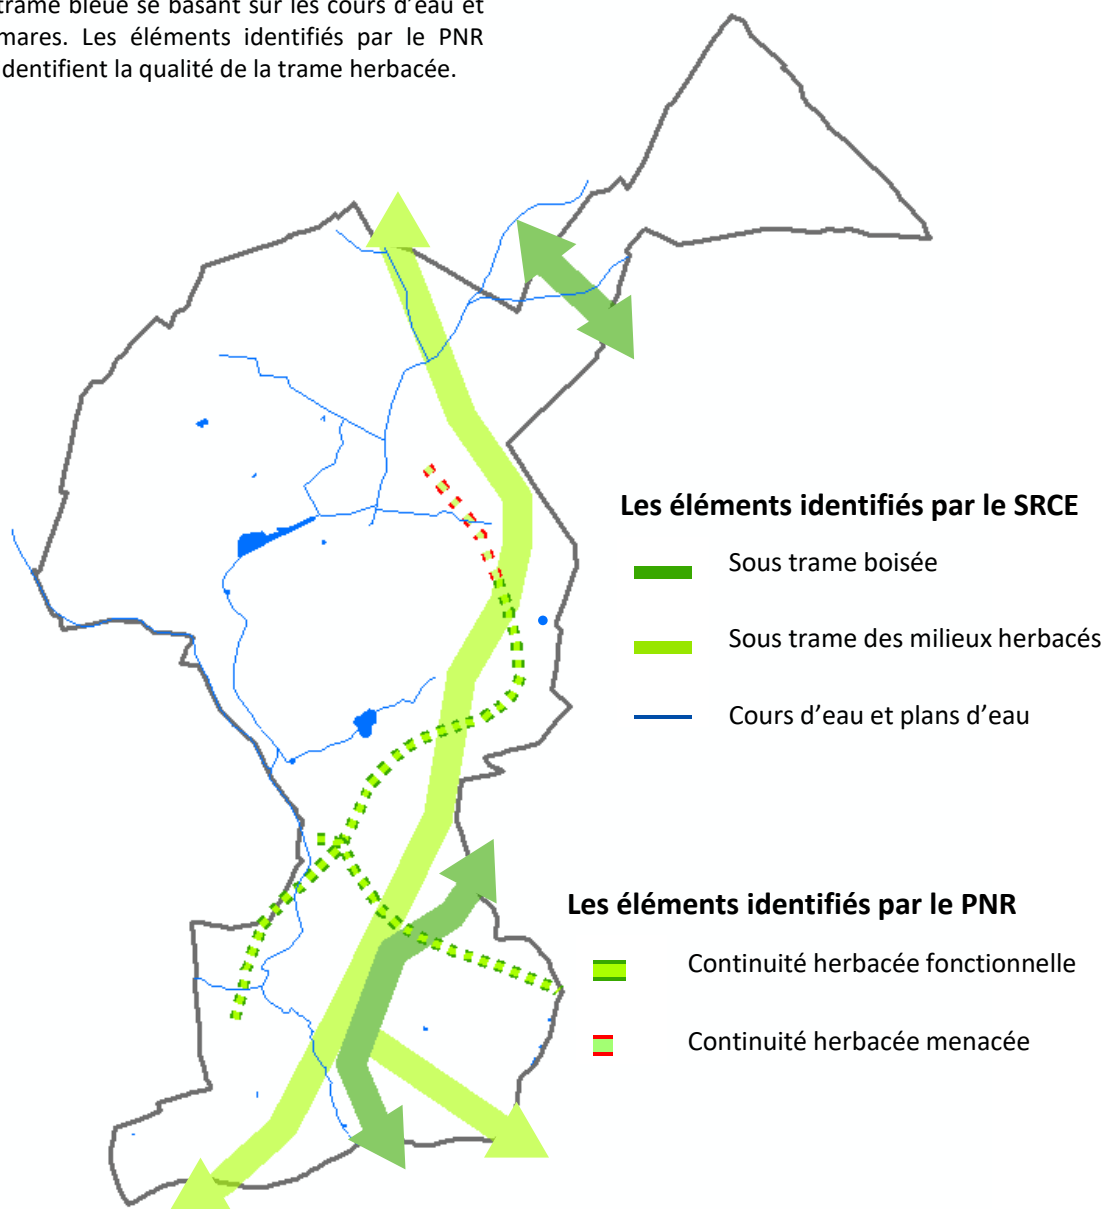 trame bleue se basant sur les cours d'eau et
mares. Les éléments identifiés par le PNR
identifient la qualité de la trame herbacée.
Les éléments identifiés par le SRCE
Sous trame boisée
Sous trame des milieux herbacés
Cours d'eau et plans d'eau
Les éléments identifiés par le PNR
Continuité herbacée fonctionnelle
Continuité herbacée menacée